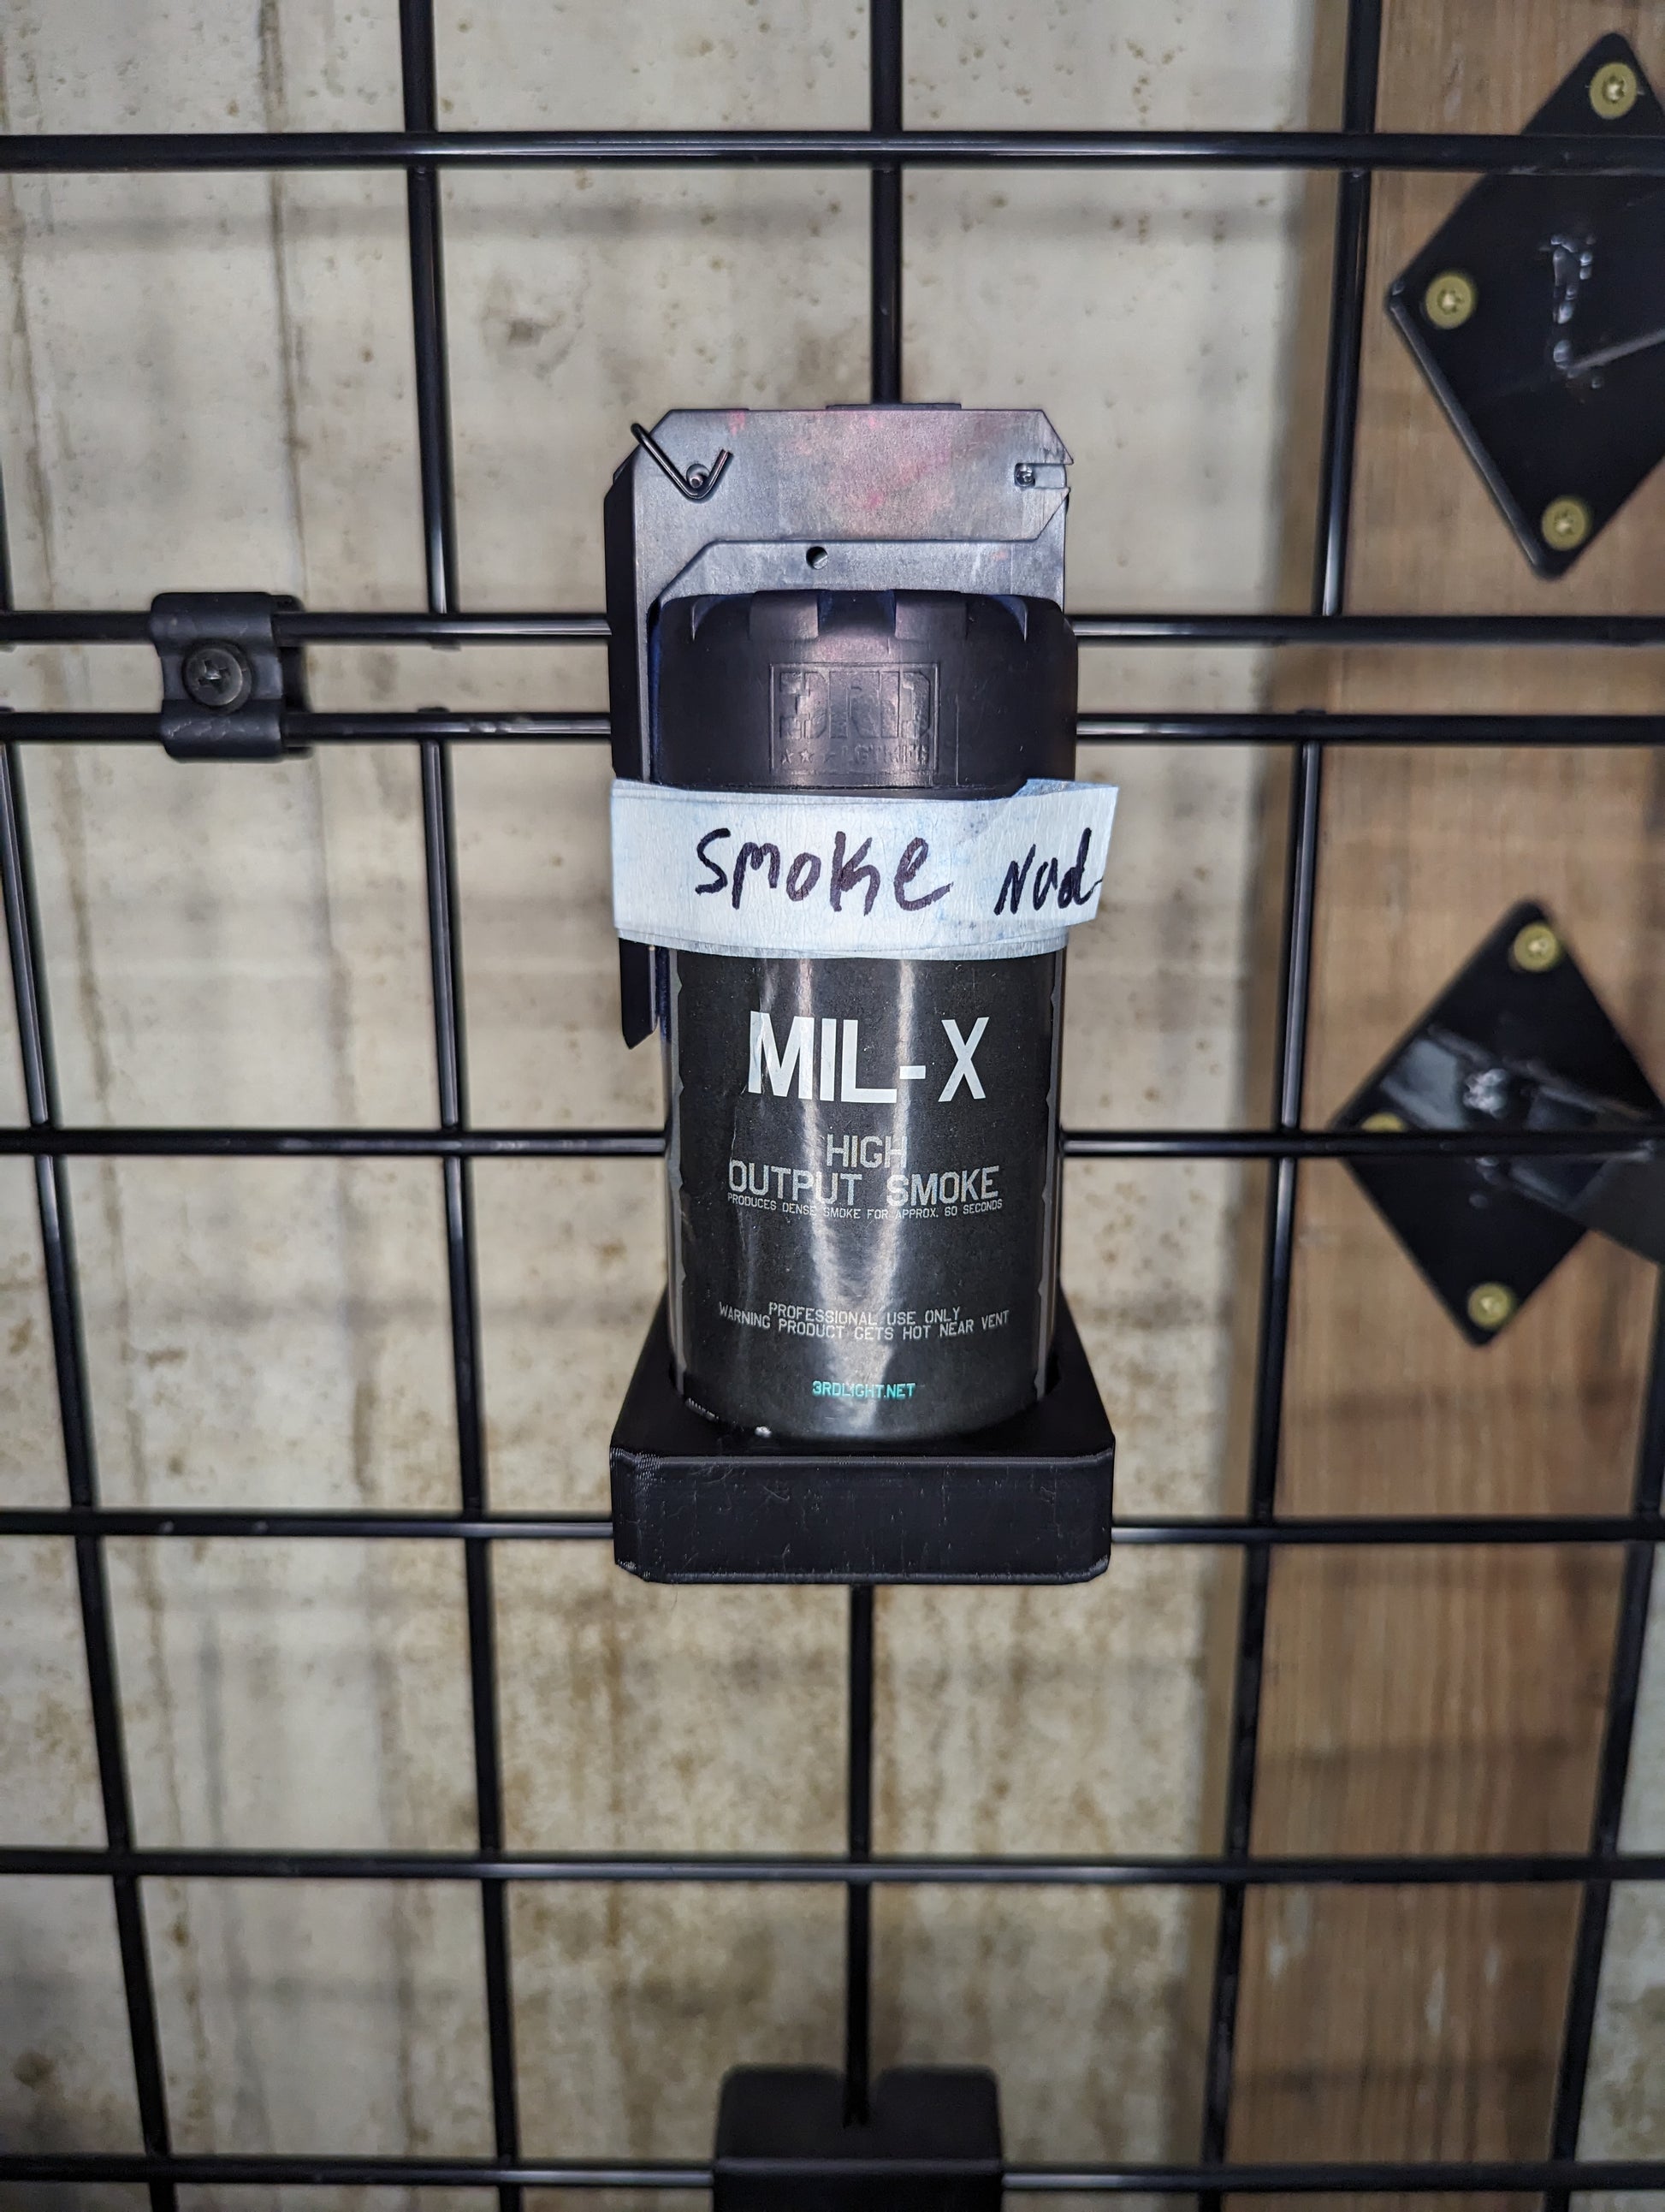 3RD
smoke Nad
MIL-X
HIGH
OUTPUT SMOKE
PRODUCES DENSE SMOKE FOR APPROX. 60 SECONDS
PROFESSIONAL USE ONLY
WARNING PRODUCT GETS HOT NEAR VENT
3RDLIGHT.NET